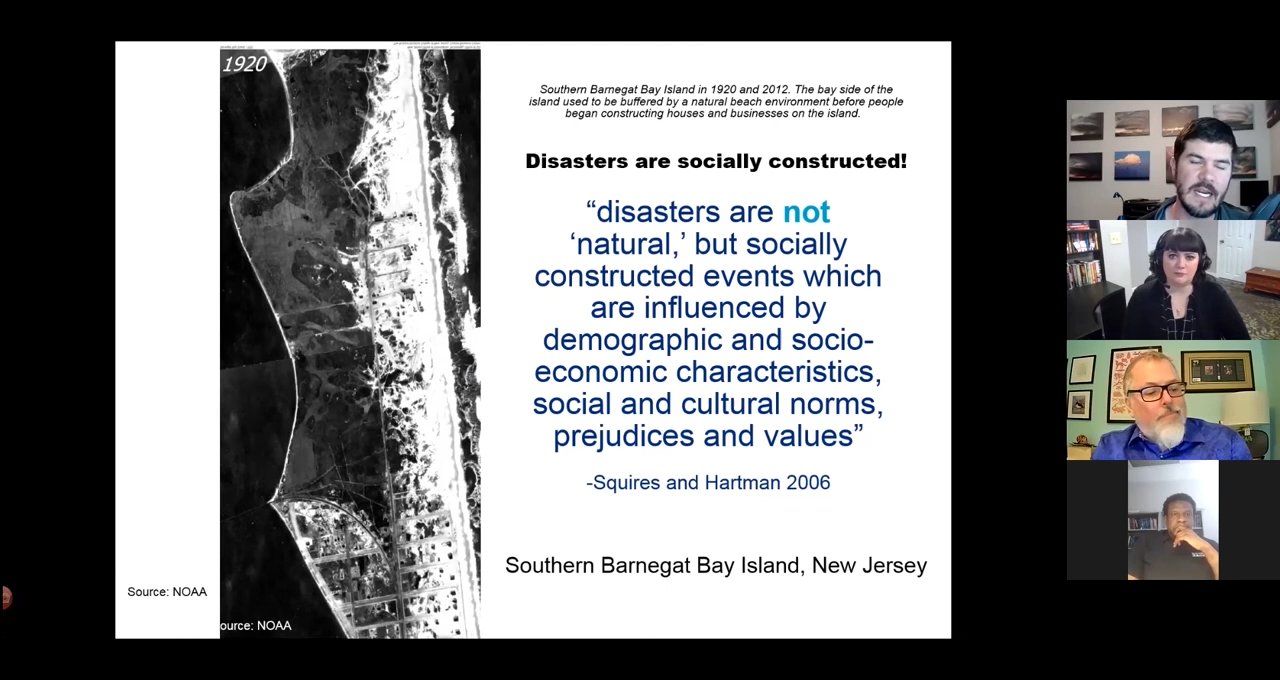 1920
Southern Barnegat Bay Island in 1920 and 2012. The bay side of the
island used to be buffered by a natural beach environment before people
began constructing houses and businesses on the island.
Disasters are socially constructed!
“disasters are not
‘natural,’ but socially
constructed events which
are influenced by
demographic and socio-
economic characteristics,
social and cultural norms,
prejudices and values”
-Squires and Hartman 2006
Southern Barnegat Bay Island, New Jersey
Source: NOAA
ource: NOAA